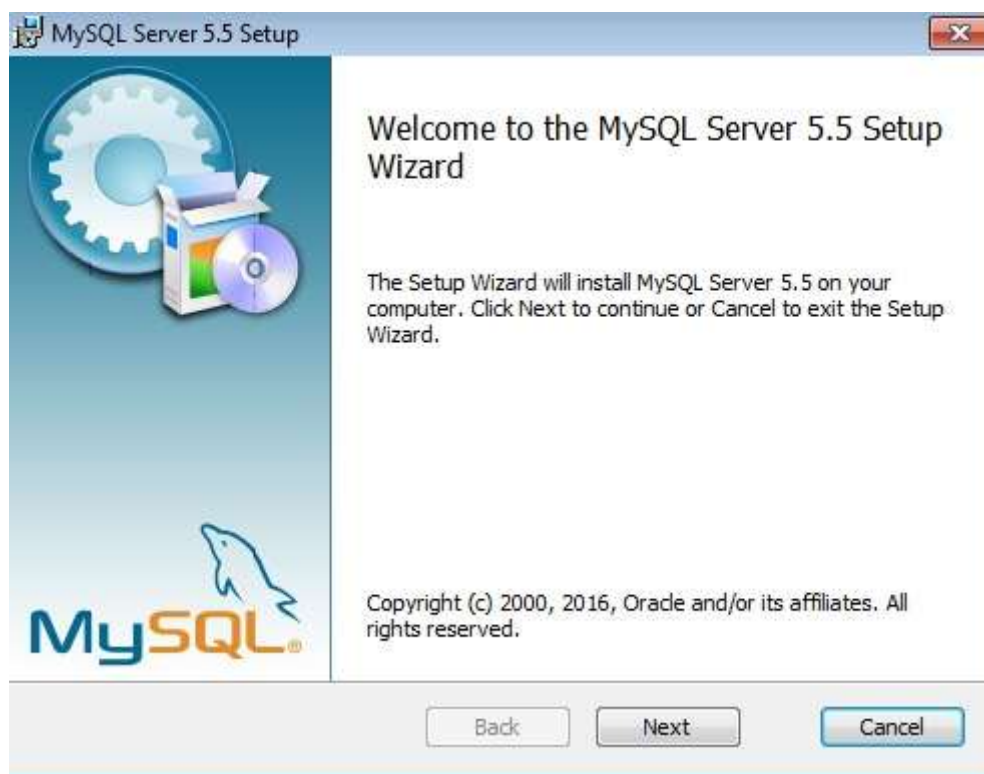 MySQL Server 5.5 Setup
Welcome to the MySQL Server 5.5 Setup
Wizard
The Setup Wizard will install MySQL Server 5.5 on your
computer. Click Next to continue or Cancel to exit the Setup
Wizard.
Copyright (c) 2000, 2016, Oracle and/or its affiliates. All
rights reserved.
MySQL®
Back
Next
Cancel